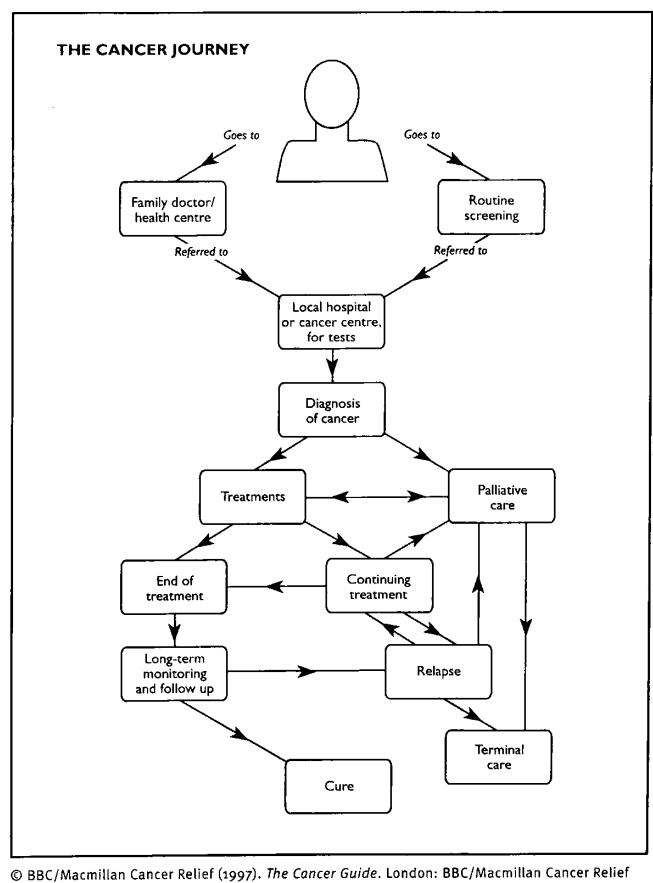 THE CANCER JOURNEY
Goes to
Goes to
Family doctor/
health centre
Routine
screening
Referred to
Referred to
Local hospital
or cancer centre,
for tests
Diagnosis
of cancer
Treatments
Palliative
care
End of
treatment
Continuing
treatment
Long-term
monitoring
and follow up
Relapse
Terminal
care
Cure
© BBC/Macmillan Cancer Relief (1997). The Cancer Guide. London: BBC/Macmillan Cancer Relief